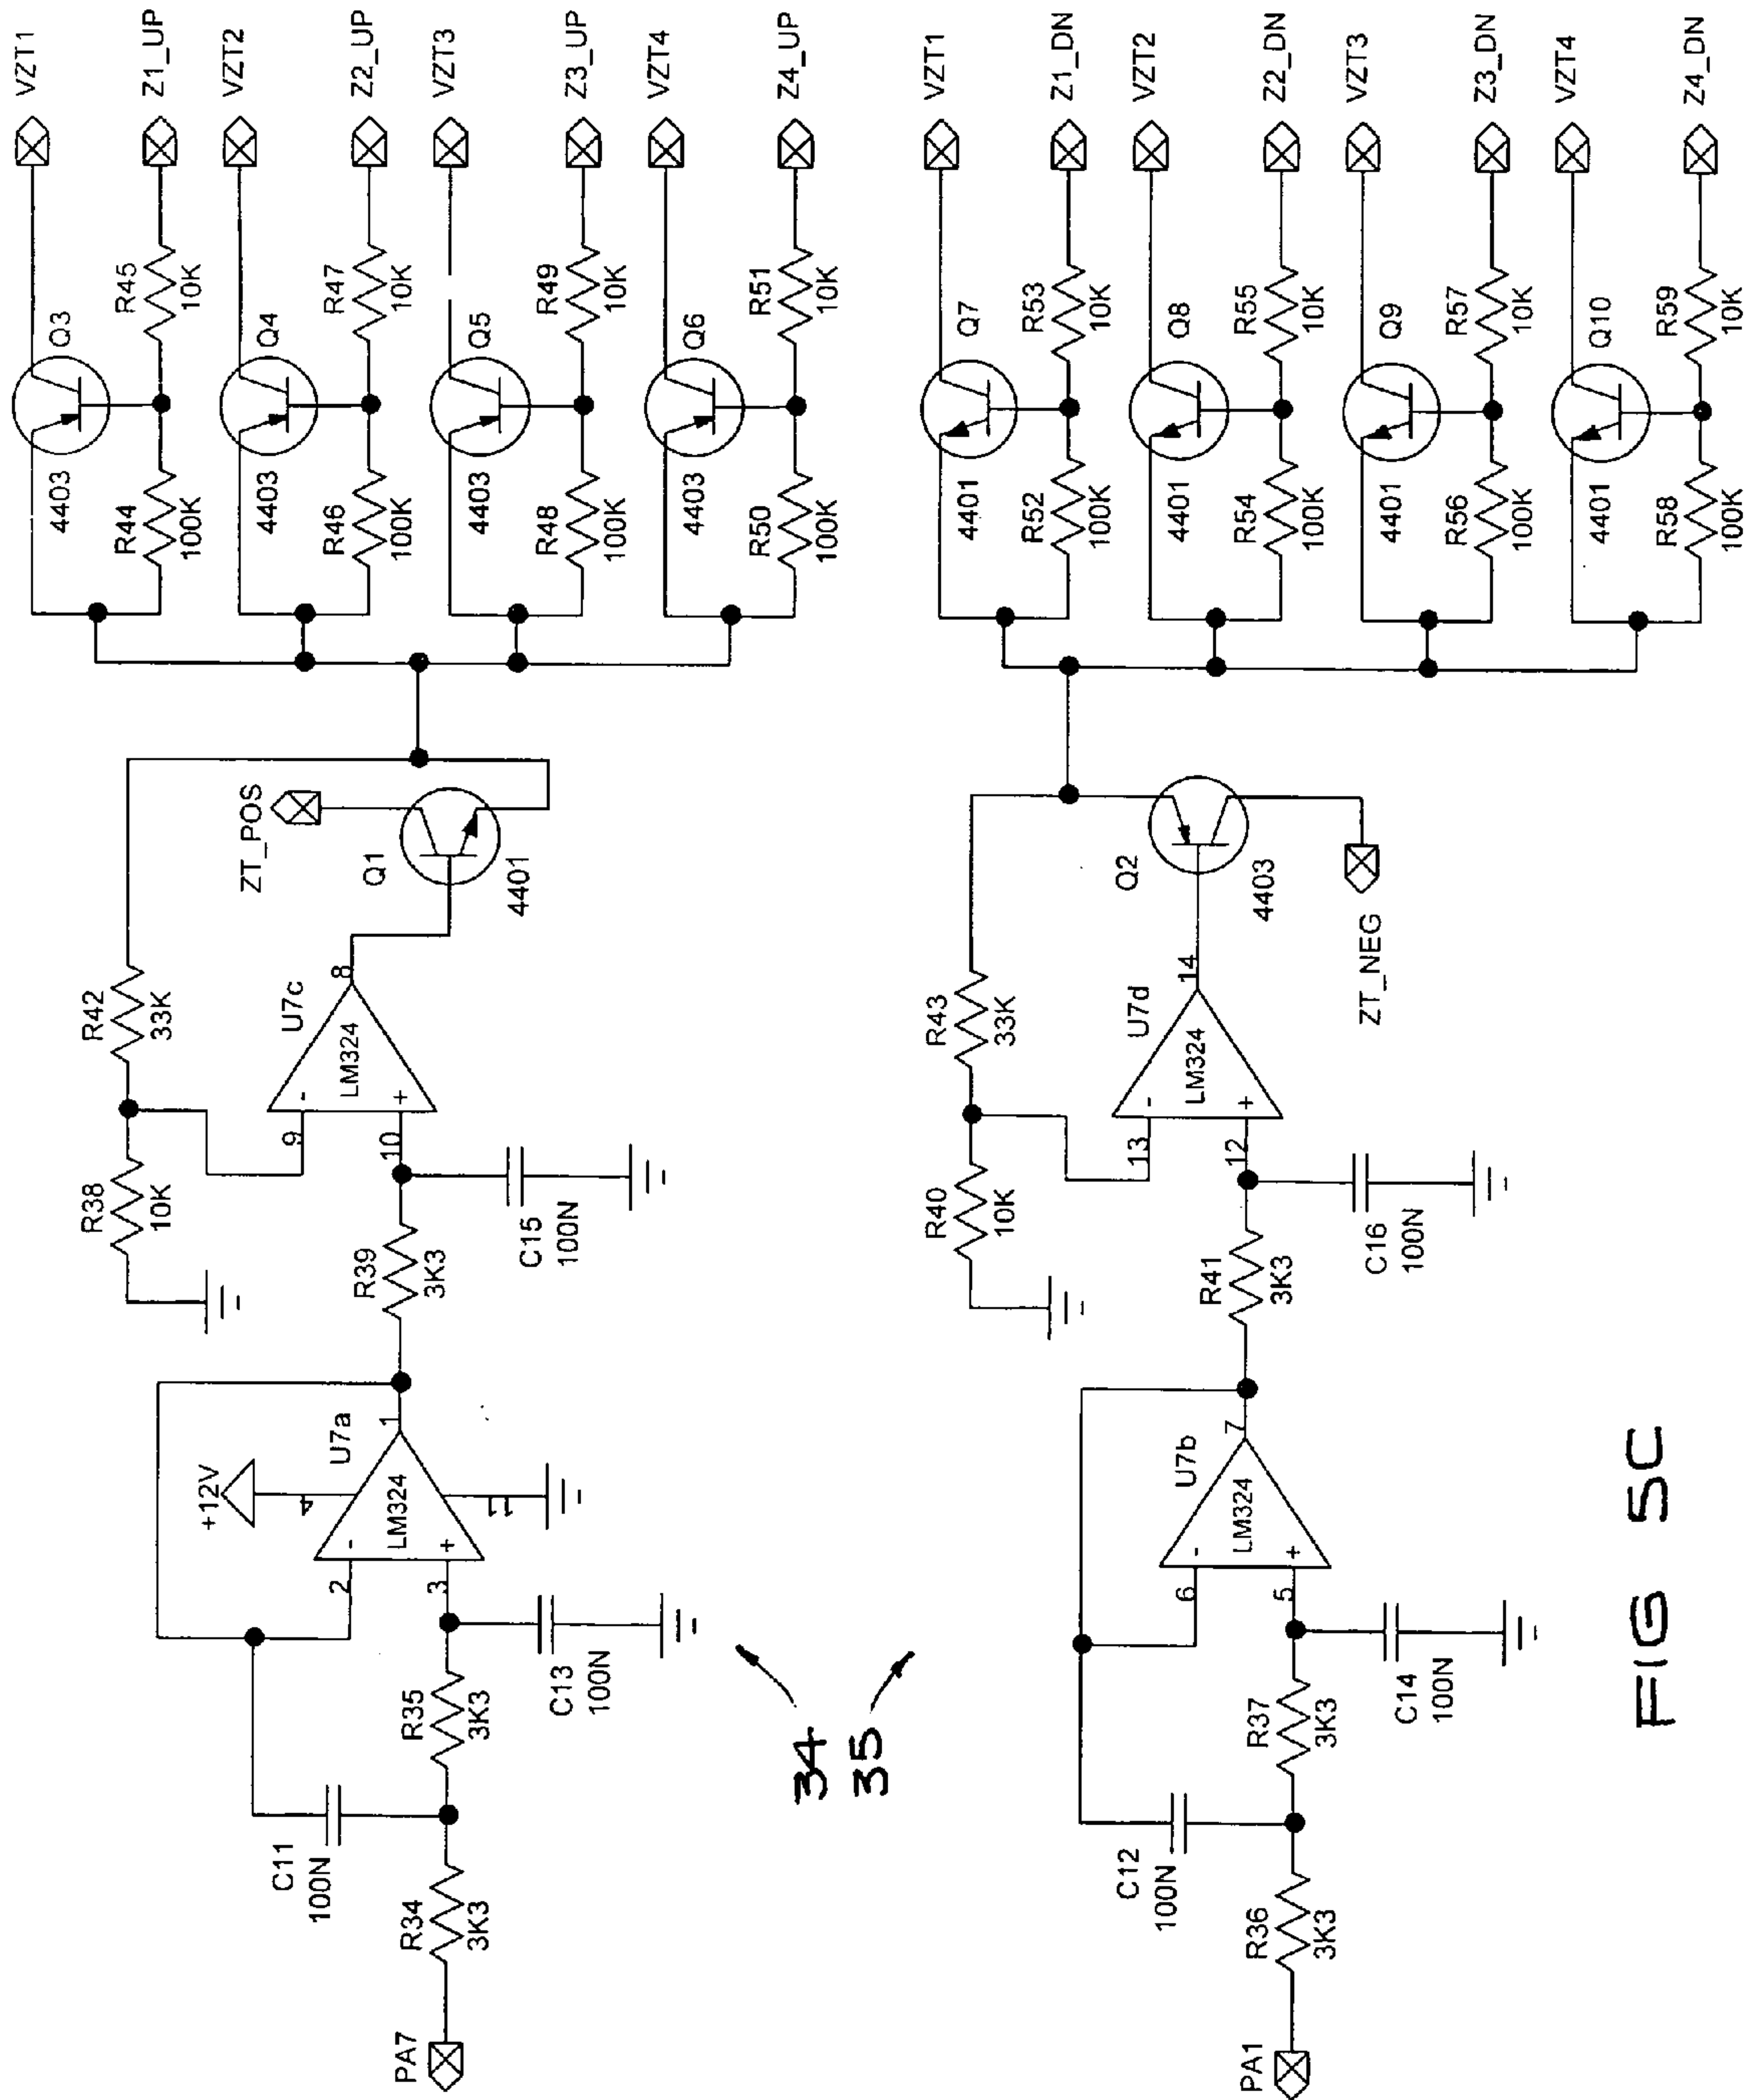 PA7
R34
3K3
C11
100N
R35
3K3
C13
100N
2
3
+12V
4
LM324
-
+
U7a
1
11
R39
3K3
C15
100N
R38
10K
R42
33K
9
10
LM324
-
+
U7c
8
ZT_POS
Q1
4401
4403
Q3
VZT1
R44
100K
R45
10K
Z1_UP
4403
Q4
VZT2
R46
100K
R47
10K
Z2_UP
4403
Q5
VZT3
R48
100K
R49
10K
Z3_UP
4403
Q6
VZT4
R50
100K
R51
10K
Z4_UP
34
35
PA1
R36
3K3
C12
100N
R37
3K3
C14
100N
6
5
LM324
-
+
U7b
7
R41
3K3
C16
100N
R40
10K
R43
33K
13
12
LM324
-
+
U7d
14
Q2
4403
ZT_NEG
4401
Q7
VZT1
R52
100K
R53
10K
Z1_DN
4401
Q8
VZT2
R54
100K
R55
10K
Z2_DN
4401
Q9
VZT3
R56
100K
R57
10K
Z3_DN
4401
Q10
VZT4
R58
100K
R59
10K
Z4_DN
FIG 5C